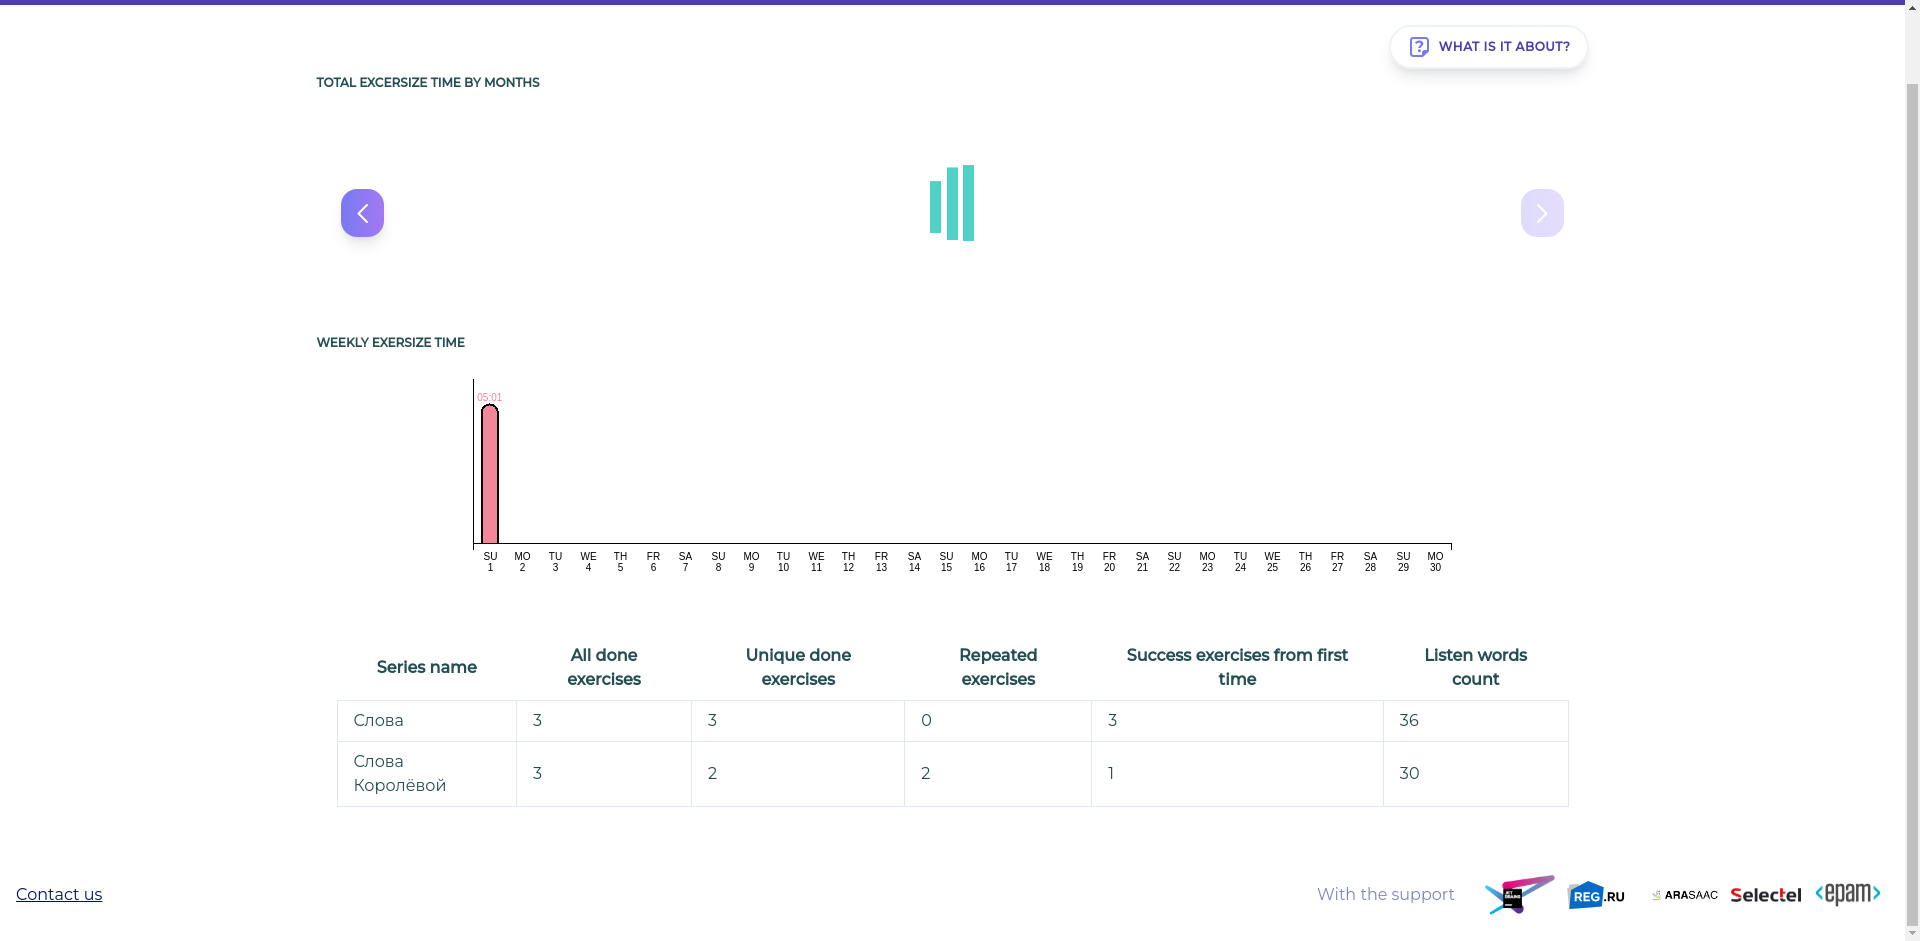 WHAT IS IT ABOUT?
TOTAL EXCERSIZE TIME BY MONTHS
WEEKLY EXERSIZE TIME
05:01
SU MO TU WE TH FR SA SU MO TU WE TH FR SA SU MO TU WE TH FR SA SU MO TU WE TH FR SA SU MO
1 2 3 4 5 6 7 8 9 10 11 12 13 14 15 16 17 18 19 20 21 22 23 24 25 26 27 28 29 30
Series name All done exercises Unique done exercises Repeated exercises Success exercises from first time Listen words count
Слова 3 3 0 3 36
Слова Королёвой 3 2 2 1 30
Contact us
With the support
JET BRAINS
REG.RU
ARASAAC
Selectel
<epam>